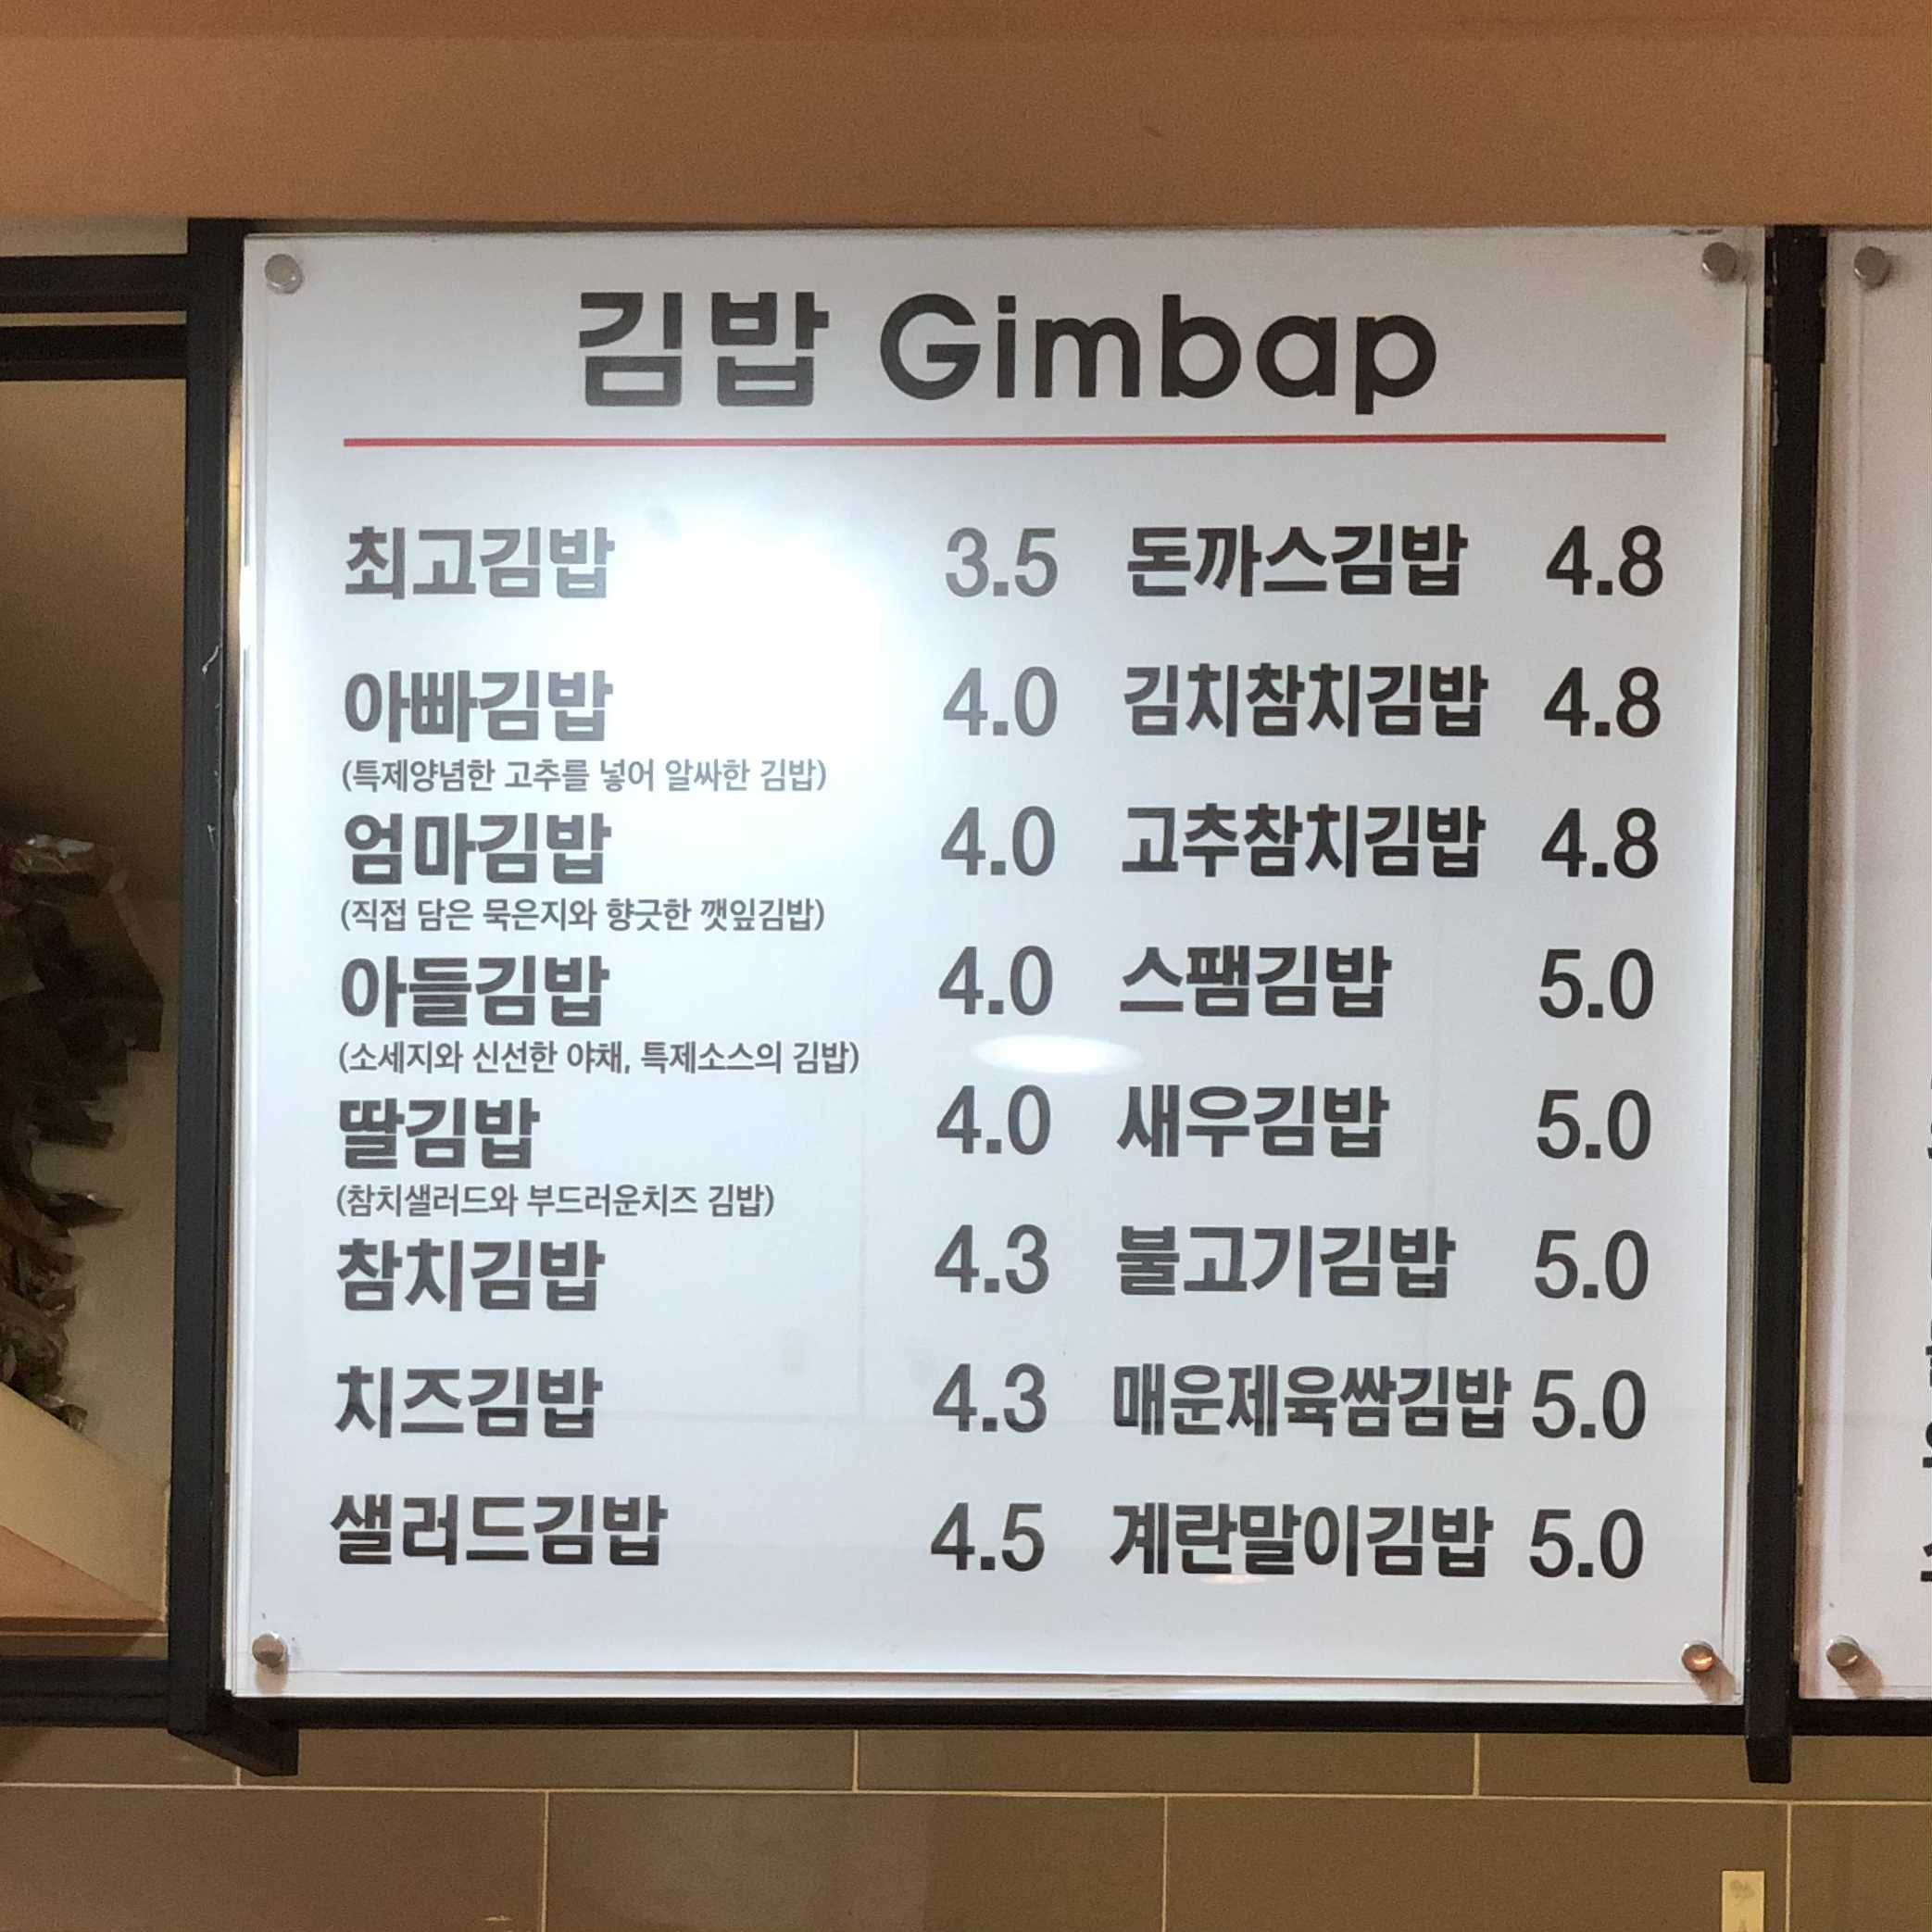 김밥 Gimbap
최고김밥 3.5
아빠김밥 4.0
(특제양념한 고추를 넣어 알싸한 김밥)
엄마김밥 4.0
(직접 담은 묵은지와 향긋한 깻잎김밥)
아들김밥 4.0
(소세지와 신선한 야채, 특제소스의 김밥)
딸김밥 4.0
(참치샐러드와 부드러운치즈 김밥)
참치김밥 4.3
치즈김밥 4.3
샐러드김밥 4.5
돈까스김밥 4.8
김치참치김밥 4.8
고추참치김밥 4.8
스팸김밥 5.0
새우김밥 5.0
불고기김밥 5.0
매운제육쌈김밥 5.0
계란말이김밥 5.0